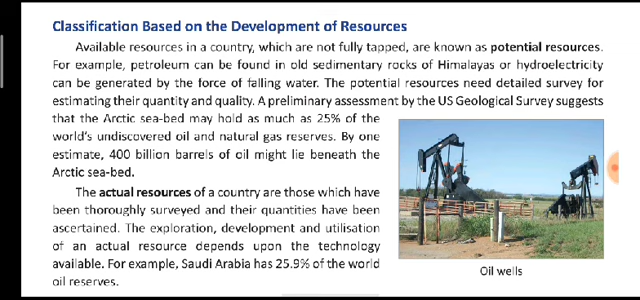 Classification Based on the Development of Resources
Available resources in a country, which are not fully tapped, are known as potential resources.
For example, petroleum can be found in old sedimentary rocks of Himalayas or hydroelectricity
can be generated by the force of falling water. The potential resources need detailed survey for
estimating their quantity and quality. A preliminary assessment by the US Geological Survey suggests
that the Arctic sea-bed may hold as much as 25% of the
world's undiscovered oil and natural gas reserves. By one
estimate, 400 billion barrels of oil might lie beneath the
Arctic sea-bed.
The actual resources of a country are those which have
been thoroughly surveyed and their quantities have been
ascertained. The exploration, development and utilisation
of an actual resource depends upon the technology
available. For example, Saudi Arabia has 25.9% of the world
oil reserves.
Oil wells